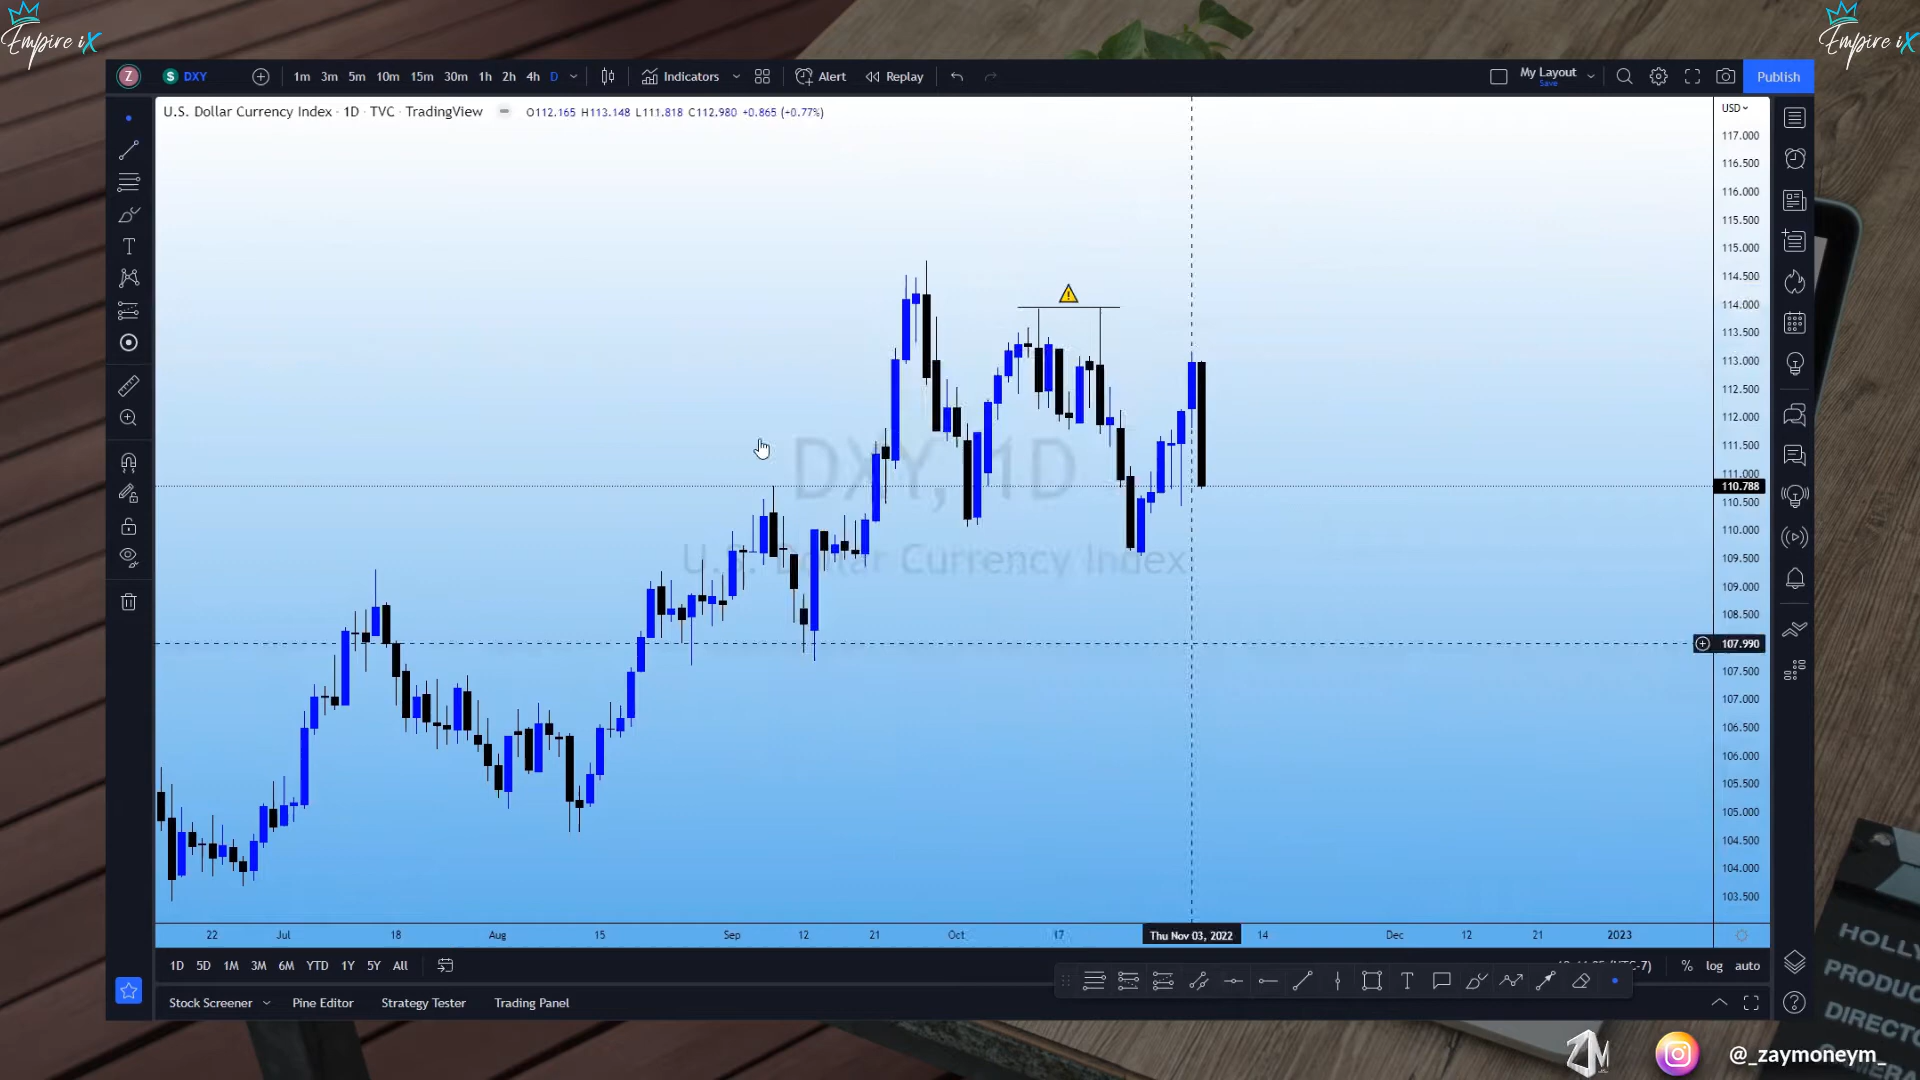 Empire iX
Empire iX
Z
$
DXY
1m
3m
5m
10m
15m
30m
1h
2h
4h
D
Indicators
Alert
Replay
My Layout
Save
Publish
U.S. Dollar Currency Index · 1D · TVC · TradingView
O112.165 H113.148 L111.818 C112.980 +0.865 (+0.77%)
USD
117.000
116.500
116.000
115.500
115.000
114.500
114.000
113.500
113.000
112.500
112.000
111.500
111.000
110.788
110.500
110.000
109.500
109.000
108.500
107.990
107.500
107.000
106.500
106.000
105.500
105.000
104.500
104.000
103.500
DXY, 1D
U.S. Dollar Currency Index
22
Jul
18
Aug
15
Sep
12
21
Oct
17
Thu Nov 03, 2022
14
Dec
12
21
2023
1D
5D
1M
3M
6M
YTD
1Y
5Y
All
%
log
auto
Stock Screener
Pine Editor
Strategy Tester
Trading Panel
ZM
@_zaymoneym_
HOLLY
PRODUC
DIRECTO